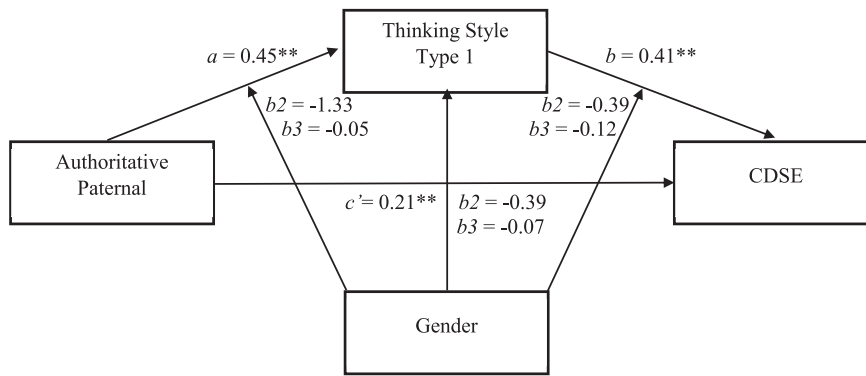 Thinking Style
Type 1
a = 0.45**
b = 0.41**
b2 = -1.33
b3 = -0.05
b2 = -0.39
b3 = -0.12
Authoritative
Paternal
CDSE
c’= 0.21**
b2 = -0.39
b3 = -0.07
Gender